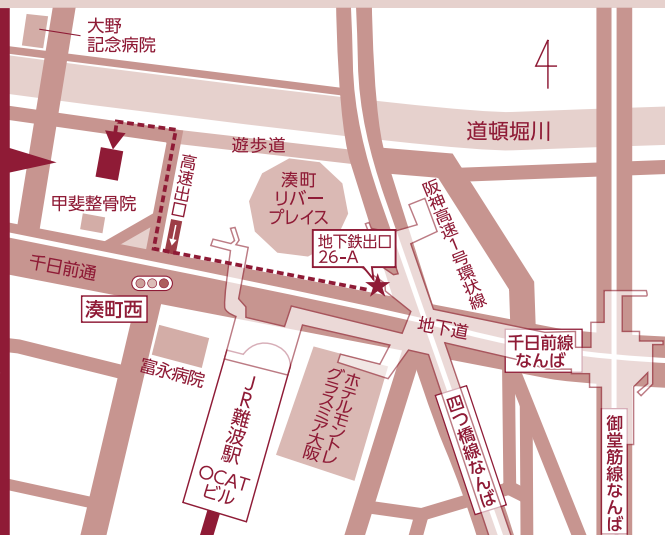 大野
記念病院
道頓堀川
遊歩道
高速出口
湊町
リバー
プレイス
甲斐整骨院
地下鉄出口
26-A
阪神高速1号環状線
千日前通
湊町西
地下道
千日前線
なんば
富永病院
JR難波駅
OCAT
ビル
ホテルモントレ
グラスミア大阪
四つ橋線なんば
御堂筋線なんば